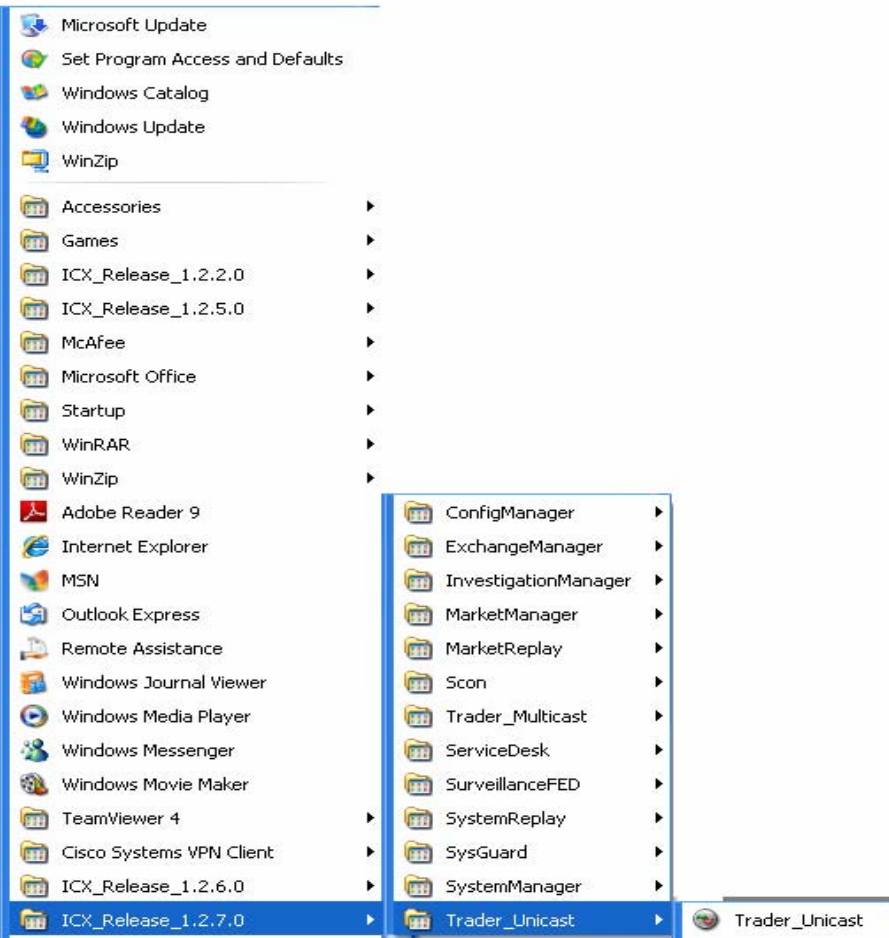 Microsoft Update
Set Program Access and Defaults
Windows Catalog
Windows Update
WinZip
Accessories
Games
ICX_Release_1.2.2.0
ICX_Release_1.2.5.0
McAfee
Microsoft Office
Startup
WinRAR
WinZip
Adobe Reader 9
Internet Explorer
MSN
Outlook Express
Remote Assistance
Windows Journal Viewer
Windows Media Player
Windows Messenger
Windows Movie Maker
TeamViewer 4
Cisco Systems VPN Client
ICX_Release_1.2.6.0
ICX_Release_1.2.7.0
ConfigManager
ExchangeManager
InvestigationManager
MarketManager
MarketReplay
Scon
Trader_Multicast
ServiceDesk
SurveillanceFED
SystemReplay
SysGuard
SystemManager
Trader_Unicast
Trader_Unicast